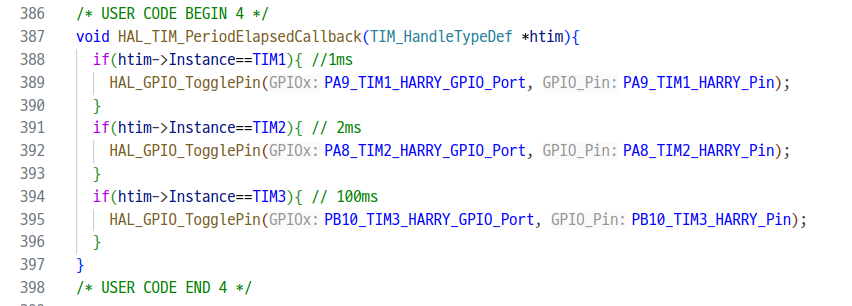 386 /* USER CODE BEGIN 4 */
387 void HAL_TIM_PeriodElapsedCallback(TIM_HandleTypeDef *htim){
388 if(htim->Instance==TIM1){ //1ms
389 HAL_GPIO_TogglePin(GPIOx: PA9_TIM1_HARRY_GPIO_Port, GPIO_Pin: PA9_TIM1_HARRY_Pin);
390 }
391 if(htim->Instance==TIM2){ // 2ms
392 HAL_GPIO_TogglePin(GPIOx: PA8_TIM2_HARRY_GPIO_Port, GPIO_Pin: PA8_TIM2_HARRY_Pin);
393 }
394 if(htim->Instance==TIM3){ // 100ms
395 HAL_GPIO_TogglePin(GPIOx: PB10_TIM3_HARRY_GPIO_Port, GPIO_Pin: PB10_TIM3_HARRY_Pin);
396 }
397 }
398 /* USER CODE END 4 */